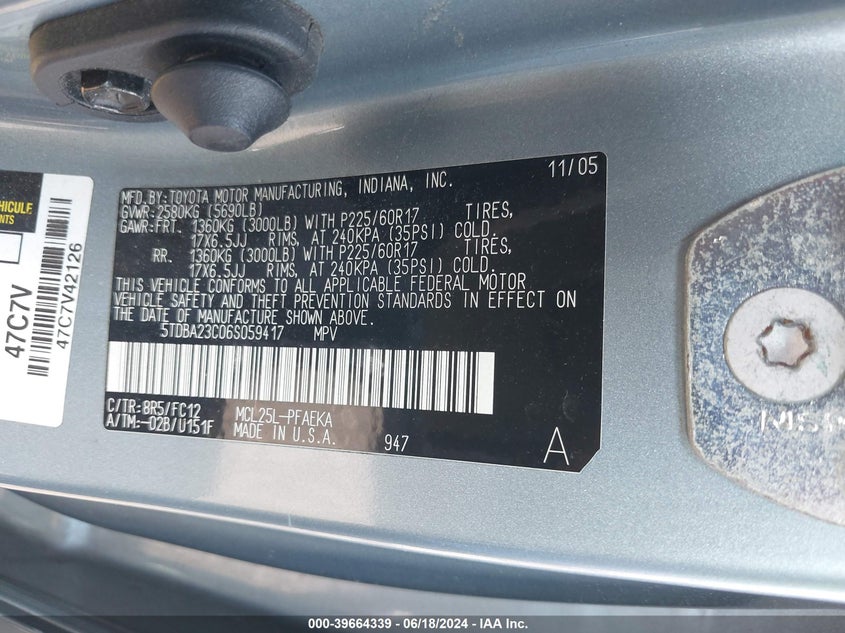 VEHICULE
NTS
47C7V
47C7V42126
MFD.BY:TOYOTA MOTOR MANUFACTURING, INDIANA, INC. 11/05
GVWR:2580KG (5690LB)
GAWR:FRT. 1360KG (3000LB) WITH P225/60R17 TIRES,
17X6.5JJ RIMS, AT 240KPA (35PSI) COLD.
RR. 1360KG (3000LB) WITH P225/60R17 TIRES,
17X6.5JJ RIMS, AT 240KPA (35PSI) COLD.
THIS VEHICLE CONFORMS TO ALL APPLICABLE FEDERAL MOTOR
VEHICLE SAFETY AND THEFT PREVENTION STANDARDS IN EFFECT ON
THE DATE OF MANUFACTURE SHOWN ABOVE.
5TDBA23C06S059417 MPV
C/TR:8R5/FC12 MCL25L-PFAEKA
A/TM:-02B/U151F MADE IN U.S.A. 947 A
000-39664339 - 06/18/2024 - IAA Inc.